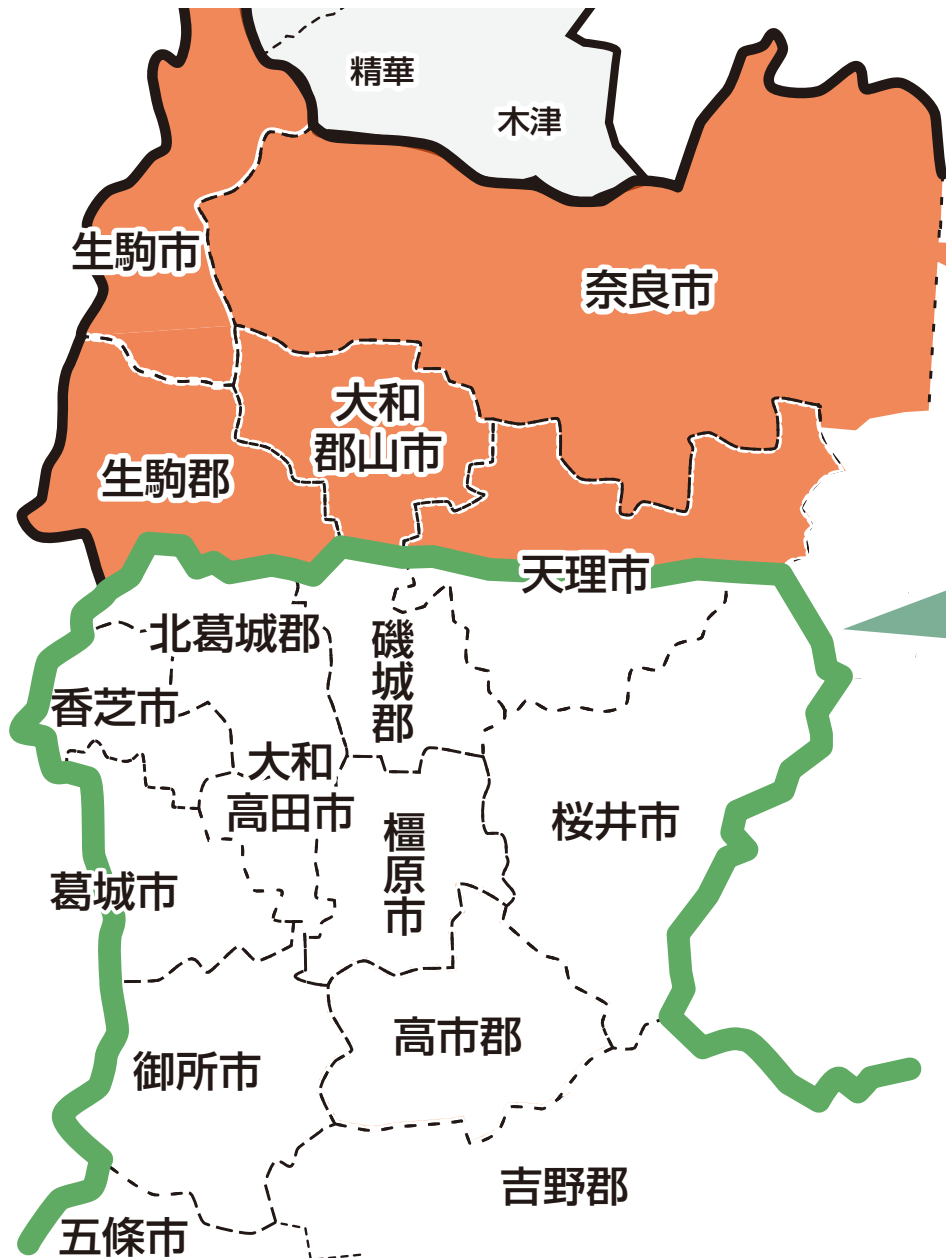 精華
木津
生駒市
奈良市
大和
郡山市
生駒郡
天理市
北葛城郡
磯城郡
香芝市
大和
高田市
橿原市
桜井市
葛城市
高市郡
御所市
吉野郡
五條市